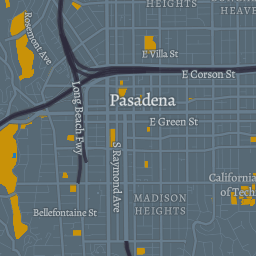 HEIGHTS
HEAVE
Rosemont Ave
E Villa St
E Corson St
Long Beach Fwy
Pasadena
E Green St
S Raymond Ave
California
of Tech
MADISON
HEIGHTS
Bellefontaine St